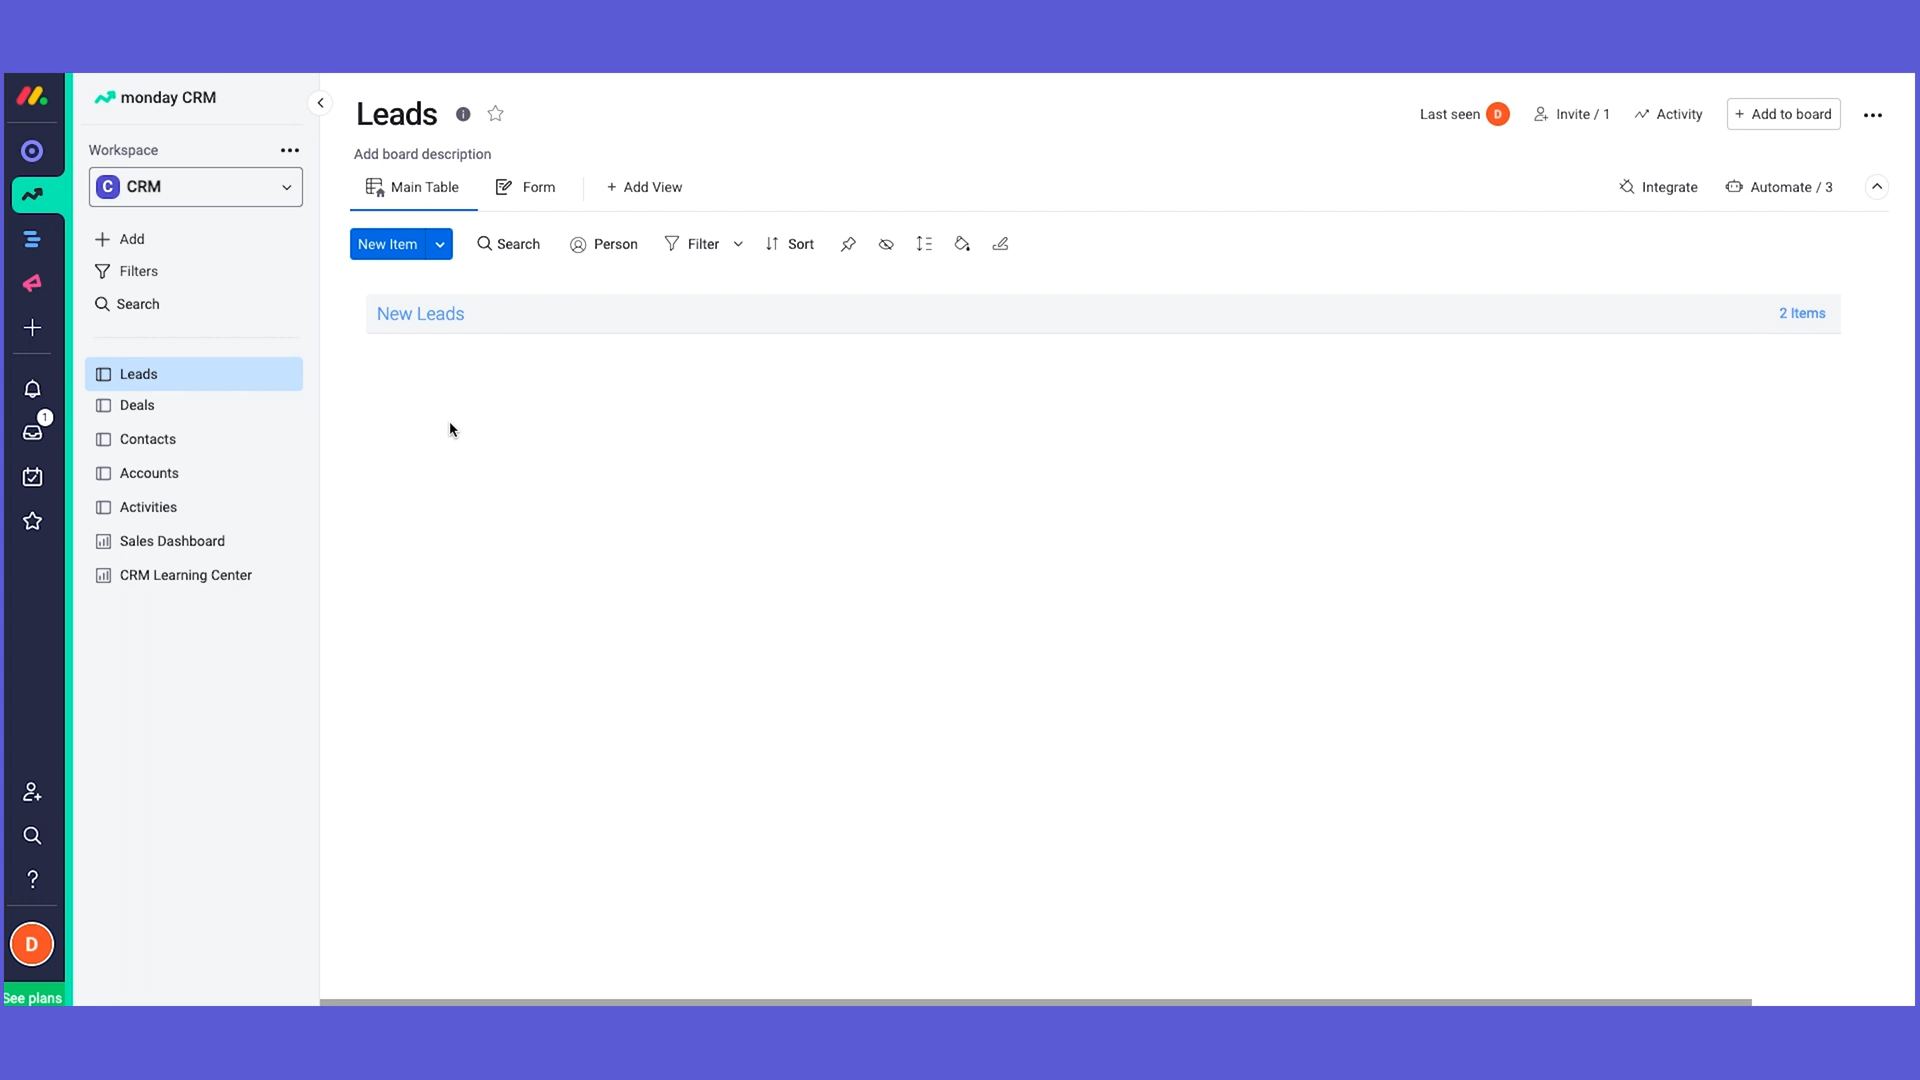 monday CRM
Workspace
C CRM
Add
Filters
Search
Leads
Deals
Contacts
Accounts
Activities
Sales Dashboard
CRM Learning Center
1
?
D
See plans
Leads
Last seen D
Invite / 1
Activity
+ Add to board
Add board description
Main Table
Form
+ Add View
Integrate
Automate / 3
New Item
Search
Person
Filter
Sort
New Leads
2 Items